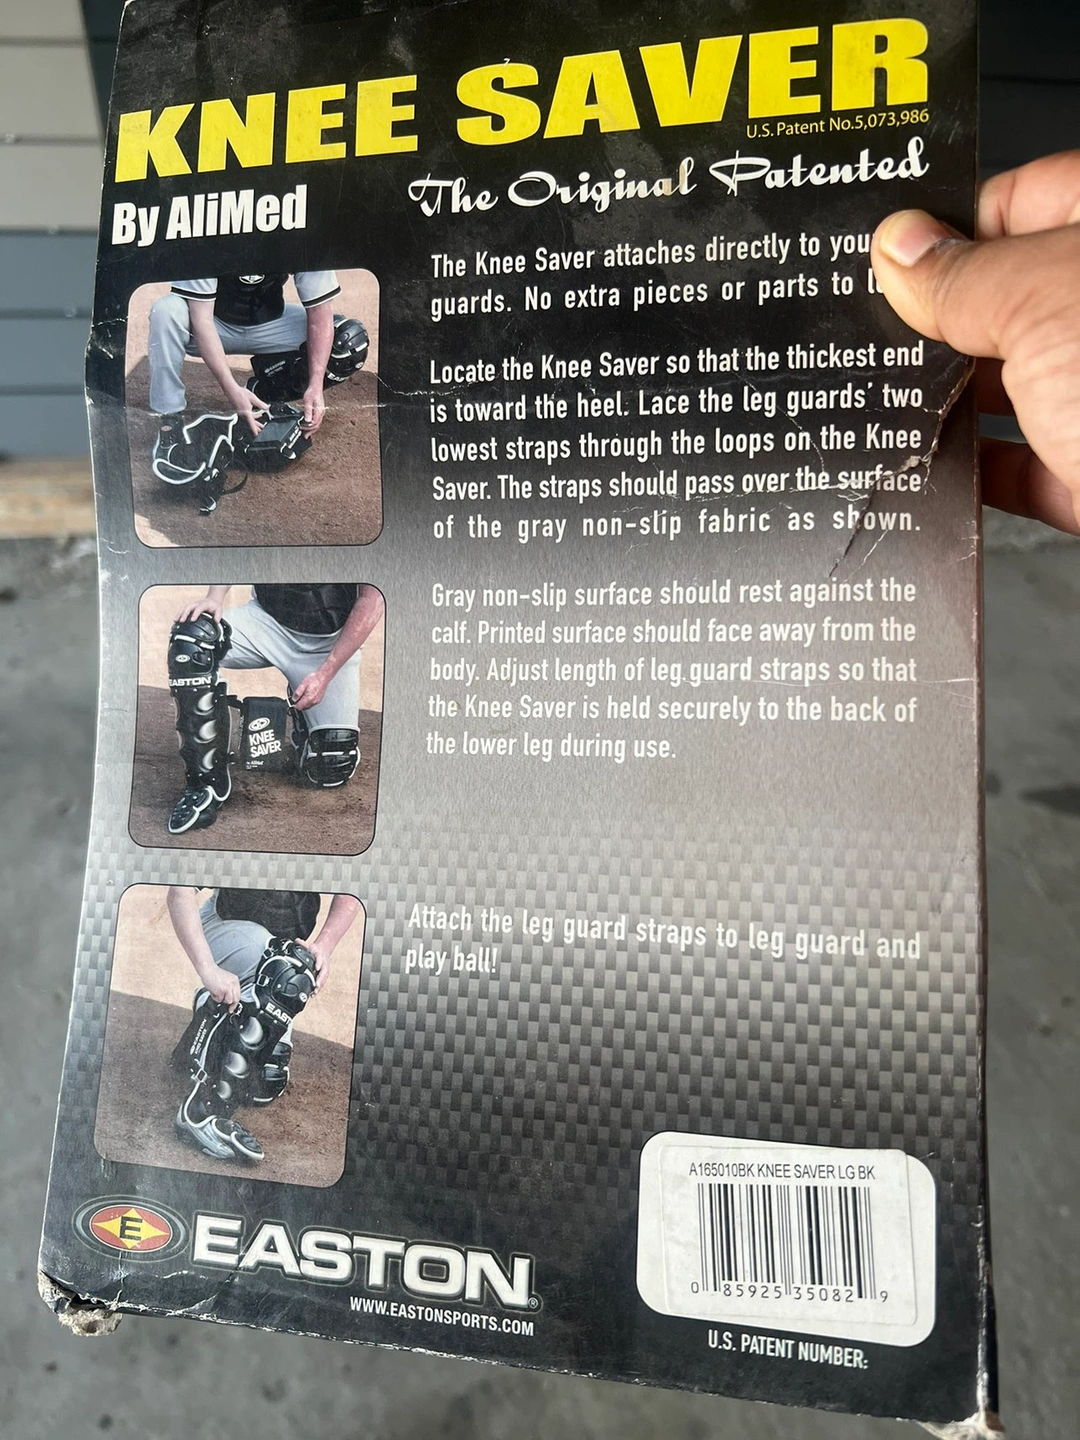 KNEE SAVER
U.S. Patent No.5,073,986
By AliMed
The Original Patented
The Knee Saver attaches directly to you
guards. No extra pieces or parts to
Locate the Knee Saver so that the thickest end
is toward the heel. Lace the leg guards' two
lowest straps through the loops on the Knee
Saver. The straps should pass over the surface
of the gray non-slip fabric as shown.
EASTON
KNEE
SAVER
Gray non-slip surface should rest against the
calf. Printed surface should face away from the
body. Adjust length of leg.guard straps so that
the Knee Saver is held securely to the back of
the lower leg during use.
EAST
EASTON
Attach the leg guard straps to leg guard and
play ball!
A165010BK KNEE SAVER LG BK
0 85925 35082 9
E EASTON®
WWW.EASTONSPORTS.COM
U.S. PATENT NUMBER: